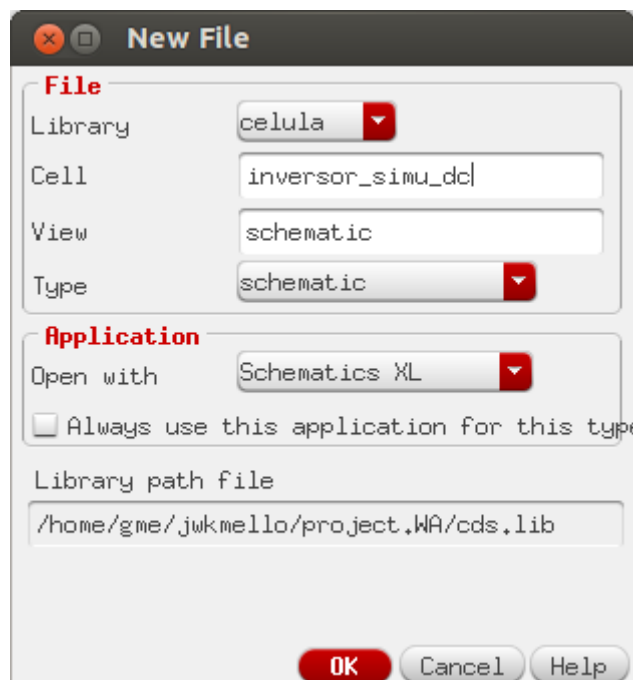 New File
File
Library celula
Cell inversor_simu_dc
View schematic
Type schematic
Application
Open with Schematics XL
Always use this application for this type
Library path file
/home/gme/jwkmello/project.WA/cds.lib
OK Cancel Help